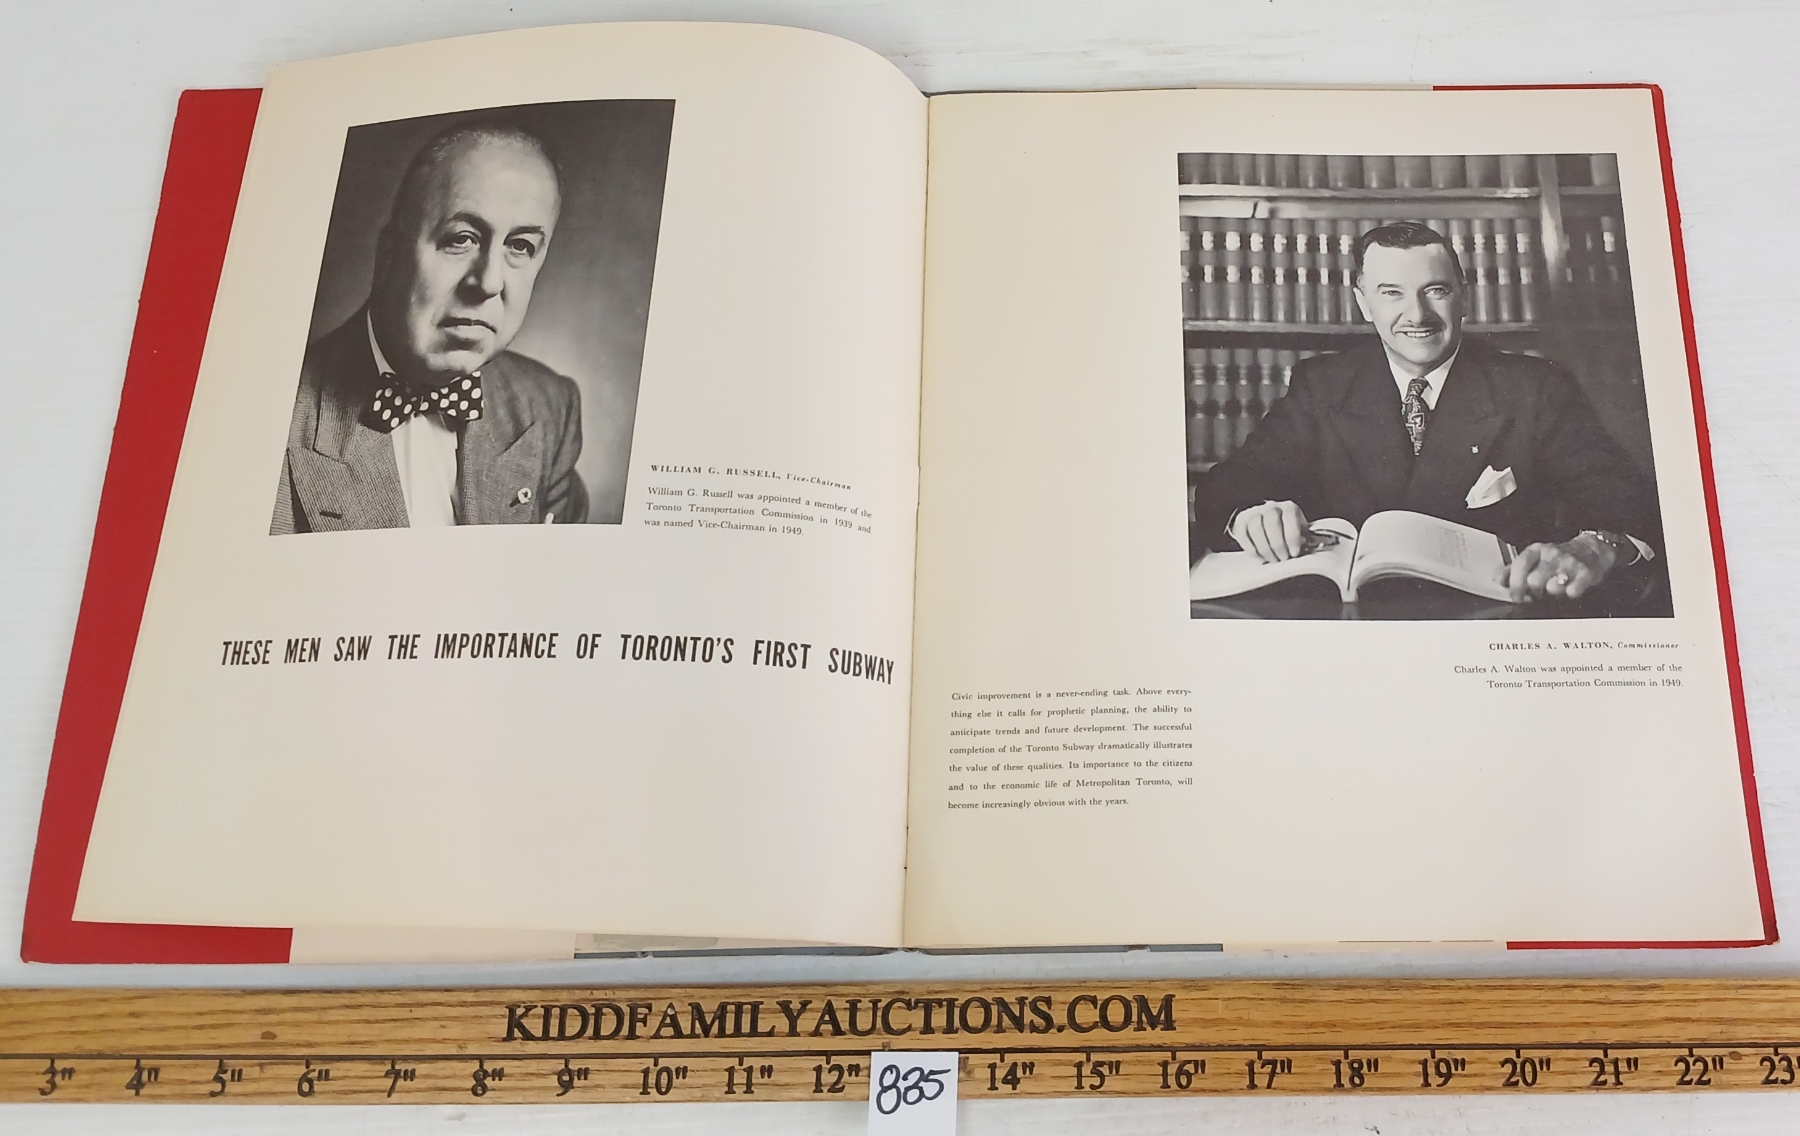 WILLIAM G. RUSSELL, Vice-Chairman
William G. Russell was appointed a member of the
Toronto Transportation Commission in 1939 and
was named Vice-Chairman in 1949.
THESE MEN SAW THE IMPORTANCE OF TORONTO'S FIRST SUBWAY
CHARLES A. WALTON, Commissioner
Charles A. Walton was appointed a member of the
Toronto Transportation Commission in 1949.
Civic improvement is a never-ending task. Above every-
thing else it calls for prophetic planning, the ability to
anticipate trends and future development. The successful
completion of the Toronto Subway dramatically illustrates
the value of these qualities. Its importance to the citizens
and to the economic life of Metropolitan Toronto, will
become increasingly obvious with the years.
KIDDFAMILYAUCTIONS.COM
3" 4" 5" 6" 7" 8" 9" 10" 11" 12" 14" 15" 16" 17" 18" 19" 20" 21" 22" 23"
835